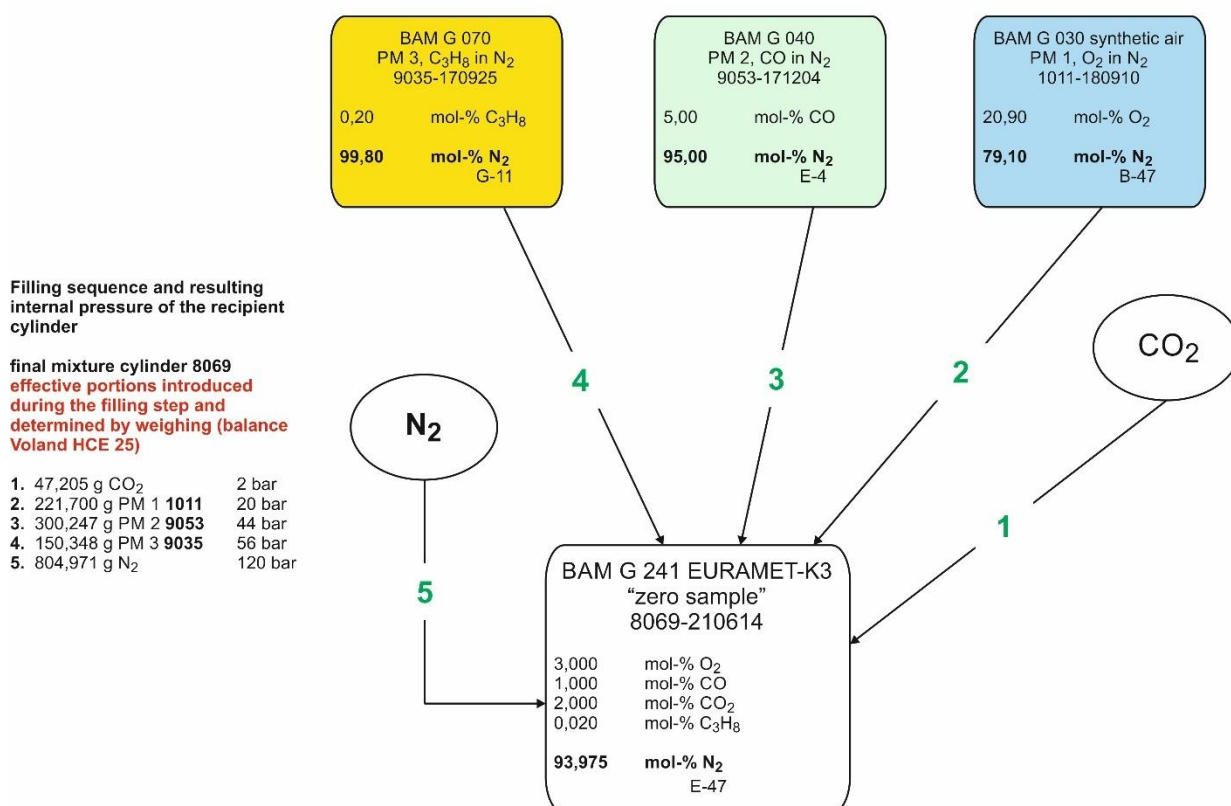 BAM G 070
PM 3, C₃H₈ in N₂
9035-170925
0,20 mol-% C₃H₈
99,80 mol-% N₂
G-11
BAM G 040
PM 2, CO in N₂
9053-171204
5,00 mol-% CO
95,00 mol-% N₂
E-4
BAM G 030 synthetic air
PM 1, O₂ in N₂
1011-180910
20,90 mol-% O₂
79,10 mol-% N₂
B-47
Filling sequence and resulting
internal pressure of the recipient
cylinder
final mixture cylinder 8069
effective portions introduced
during the filling step and
determined by weighing (balance
Voland HCE 25)
1. 47,205 g CO₂ 2 bar
2. 221,700 g PM 1 1011 20 bar
3. 300,247 g PM 2 9053 44 bar
4. 150,348 g PM 3 9035 56 bar
5. 804,971 g N₂ 120 bar
N₂
CO₂
4
3
2
1
5
BAM G 241 EURAMET-K3
“zero sample”
8069-210614
3,000 mol-% O₂
1,000 mol-% CO
2,000 mol-% CO₂
0,020 mol-% C₃H₈
93,975 mol-% N₂
E-47